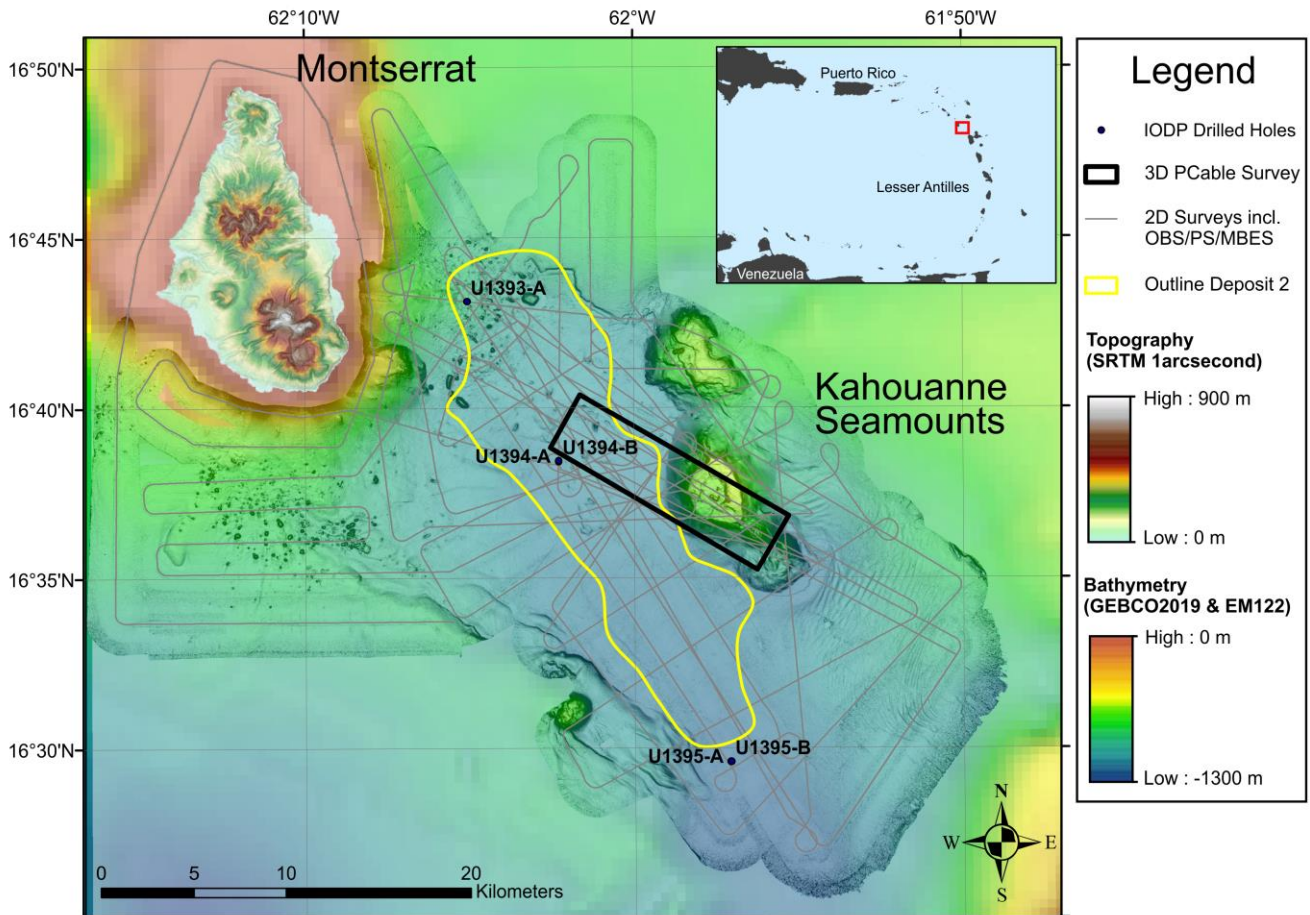 62°10'W
62°W
61°50'W
16°50'N
16°45'N
16°40'N
16°35'N
16°30'N
Montserrat
Puerto Rico
Lesser Antilles
Venezuela
U1393-A
Kahouanne
Seamounts
U1394-A
U1394-B
U1395-A
U1395-B
0
5
10
20
Kilometers
N
W
E
S
Legend
IODP Drilled Holes
3D PCable Survey
2D Surveys incl.
OBS/PS/MBES
Outline Deposit 2
Topography
(SRTM 1arcsecond)
High : 900 m
Low : 0 m
Bathymetry
(GEBCO2019 & EM122)
High : 0 m
Low : -1300 m